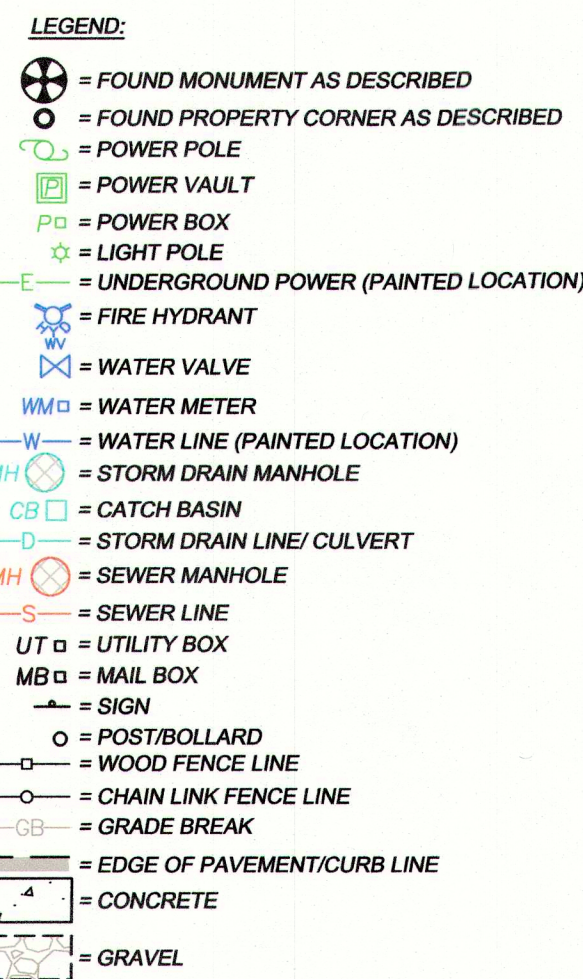 LEGEND:
= FOUND MONUMENT AS DESCRIBED
= FOUND PROPERTY CORNER AS DESCRIBED
= POWER POLE
P = POWER VAULT
P = POWER BOX
= LIGHT POLE
E = UNDERGROUND POWER (PAINTED LOCATION)
= FIRE HYDRANT
WV
= WATER VALVE
WM = WATER METER
W = WATER LINE (PAINTED LOCATION)
MH = STORM DRAIN MANHOLE
CB = CATCH BASIN
D = STORM DRAIN LINE/ CULVERT
MH = SEWER MANHOLE
S = SEWER LINE
UT = UTILITY BOX
MB = MAIL BOX
= SIGN
= POST/BOLLARD
= WOOD FENCE LINE
= CHAIN LINK FENCE LINE
GB = GRADE BREAK
= EDGE OF PAVEMENT/CURB LINE
= CONCRETE
= GRAVEL